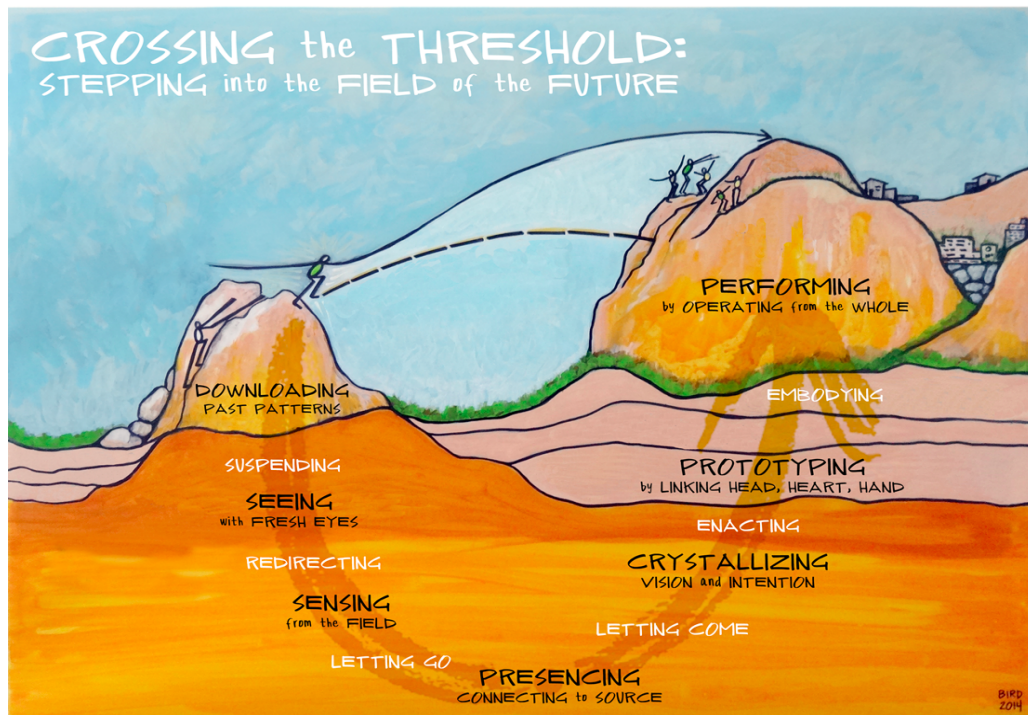 CROSSING the THRESHOLD:
STEPPING into the FIELD of the FUTURE
DOWNLOADING
PAST PATTERNS
SUSPENDING
SEEING
with FRESH EYES
REDIRECTING
SENSING
from the FIELD
LETTING GO
PRESENCING
CONNECTING to SOURCE
LETTING COME
CRYSTALLIZING
VISION and INTENTION
ENACTING
PROTOTYPING
by LINKING HEAD, HEART, HAND
EMBODYING
PERFORMING
by OPERATING from the WHOLE
BIRD
2014